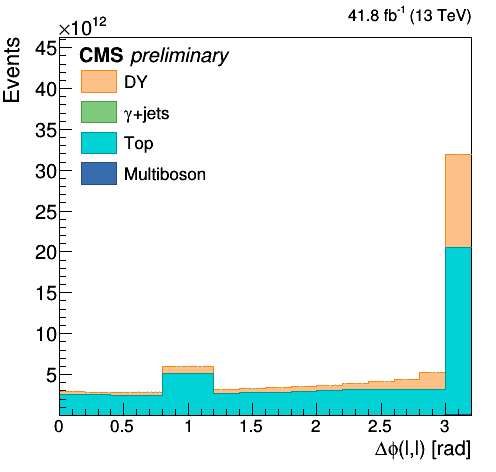 41.8 fb⁻¹ (13 TeV)
×10¹²
Events
CMS preliminary
DY
γ+jets
Top
Multiboson
45
40
35
30
25
20
15
10
5
0 0.5 1 1.5 2 2.5 3
Δϕ(l,l) [rad]